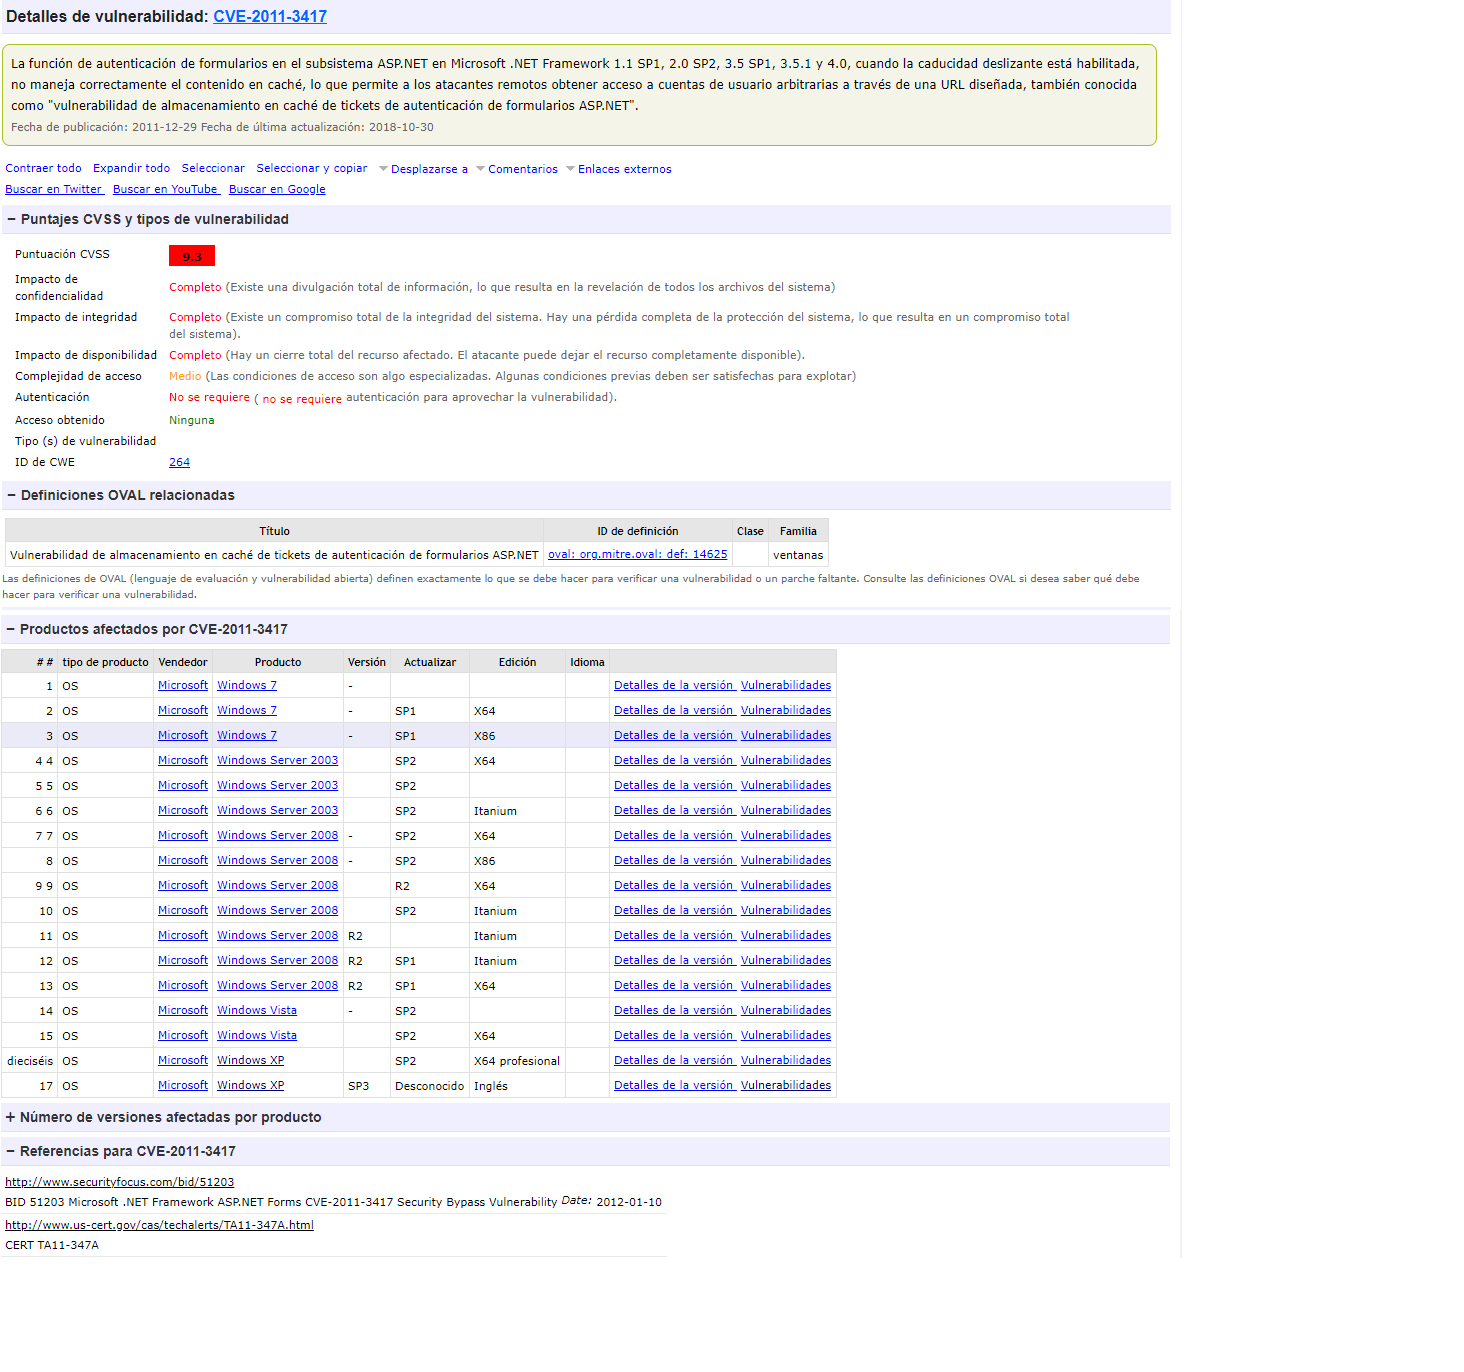 Detalles de vulnerabilidad: CVE-2011-3417
La función de autenticación de formularios en el subsistema ASP.NET en Microsoft .NET Framework 1.1 SP1, 2.0 SP2, 3.5 SP1, 3.5.1 y 4.0, cuando la caducidad deslizante está habilitada,
no maneja correctamente el contenido en caché, lo que permite a los atacantes remotos obtener acceso a cuentas de usuario arbitrarias a través de una URL diseñada, también conocida
como "vulnerabilidad de almacenamiento en caché de tickets de autenticación de formularios ASP.NET".
Fecha de publicación: 2011-12-29 Fecha de última actualización: 2018-10-30
Contraer todo Expandir todo Seleccionar Seleccionar y copiar Desplazarse a Comentarios Enlaces externos
Buscar en Twitter Buscar en YouTube Buscar en Google
− Puntajes CVSS y tipos de vulnerabilidad
Puntuación CVSS 9.3
Impacto de
confidencialidad
Completo (Existe una divulgación total de información, lo que resulta en la revelación de todos los archivos del sistema)
Impacto de integridad Completo (Existe un compromiso total de la integridad del sistema. Hay una pérdida completa de la protección del sistema, lo que resulta en un compromiso total
del sistema).
Impacto de disponibilidad Completo (Hay un cierre total del recurso afectado. El atacante puede dejar el recurso completamente disponible).
Complejidad de acceso Medio (Las condiciones de acceso son algo especializadas. Algunas condiciones previas deben ser satisfechas para explotar)
Autenticación No se requiere ( no se requiere autenticación para aprovechar la vulnerabilidad).
Acceso obtenido Ninguna
Tipo (s) de vulnerabilidad
ID de CWE 264
− Definiciones OVAL relacionadas
Título ID de definición Clase Familia
Vulnerabilidad de almacenamiento en caché de tickets de autenticación de formularios ASP.NET oval: org.mitre.oval: def: 14625 ventanas
Las definiciones de OVAL (lenguaje de evaluación y vulnerabilidad abierta) definen exactamente lo que se debe hacer para verificar una vulnerabilidad o un parche faltante. Consulte las definiciones OVAL si desea saber qué debe
hacer para verificar una vulnerabilidad.
− Productos afectados por CVE-2011-3417
# # tipo de producto Vendedor Producto Versión Actualizar Edición Idioma
1 OS Microsoft Windows 7 - Detalles de la versión Vulnerabilidades
2 OS Microsoft Windows 7 - SP1 X64 Detalles de la versión Vulnerabilidades
3 OS Microsoft Windows 7 - SP1 X86 Detalles de la versión Vulnerabilidades
4 4 OS Microsoft Windows Server 2003 SP2 X64 Detalles de la versión Vulnerabilidades
5 5 OS Microsoft Windows Server 2003 SP2 Detalles de la versión Vulnerabilidades
6 6 OS Microsoft Windows Server 2003 SP2 Itanium Detalles de la versión Vulnerabilidades
7 7 OS Microsoft Windows Server 2008 - SP2 X64 Detalles de la versión Vulnerabilidades
8 OS Microsoft Windows Server 2008 - SP2 X86 Detalles de la versión Vulnerabilidades
9 9 OS Microsoft Windows Server 2008 R2 X64 Detalles de la versión Vulnerabilidades
10 OS Microsoft Windows Server 2008 SP2 Itanium Detalles de la versión Vulnerabilidades
11 OS Microsoft Windows Server 2008 R2 Itanium Detalles de la versión Vulnerabilidades
12 OS Microsoft Windows Server 2008 R2 SP1 Itanium Detalles de la versión Vulnerabilidades
13 OS Microsoft Windows Server 2008 R2 SP1 X64 Detalles de la versión Vulnerabilidades
14 OS Microsoft Windows Vista - SP2 Detalles de la versión Vulnerabilidades
15 OS Microsoft Windows Vista SP2 X64 Detalles de la versión Vulnerabilidades
dieciséis OS Microsoft Windows XP SP2 X64 profesional Detalles de la versión Vulnerabilidades
17 OS Microsoft Windows XP SP3 Desconocido Inglés Detalles de la versión Vulnerabilidades
+ Número de versiones afectadas por producto
− Referencias para CVE-2011-3417
http://www.securityfocus.com/bid/51203
BID 51203 Microsoft .NET Framework ASP.NET Forms CVE-2011-3417 Security Bypass Vulnerability Date: 2012-01-10
http://www.us-cert.gov/cas/techalerts/TA11-347A.html
CERT TA11-347A